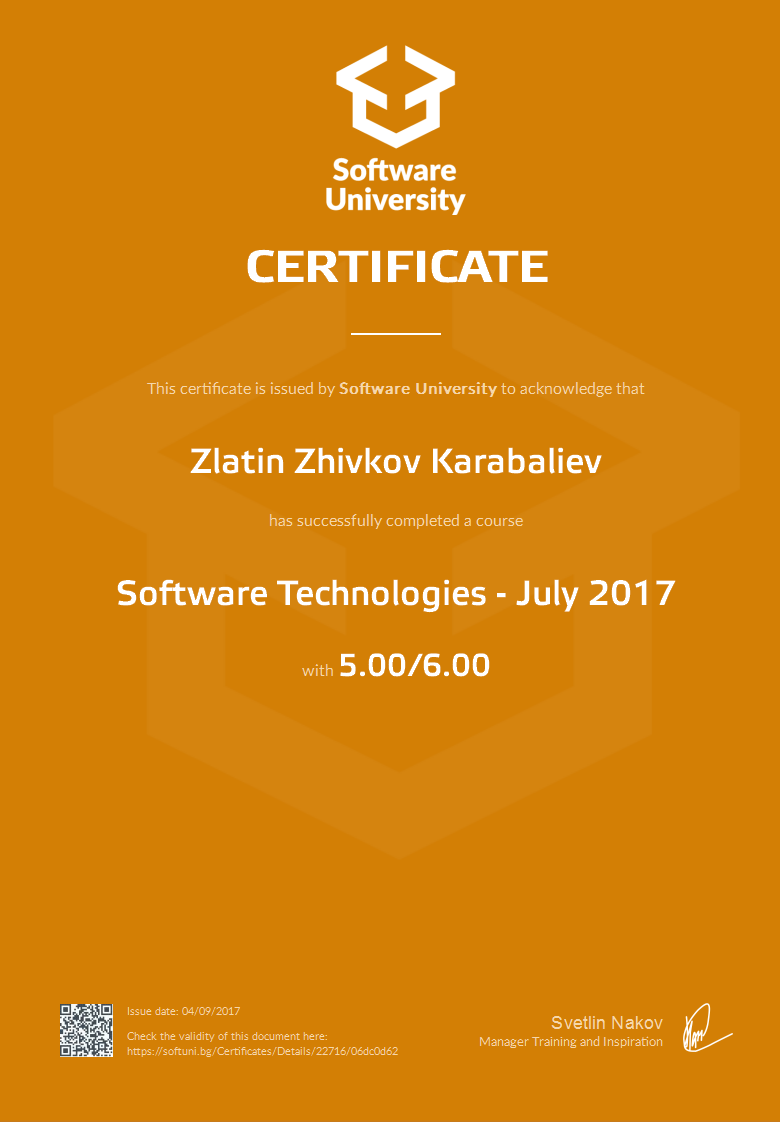 Software
University
CERTIFICATE
This certificate is issued by Software University to acknowledge that
Zlatin Zhivkov Karabaliev
has successfully completed a course
Software Technologies - July 2017
with 5.00/6.00
Issue date: 04/09/2017
Check the validity of this document here:
https://softuni.bg/Certificates/Details/22716/06dc0d62
Svetlin Nakov
Manager Training and Inspiration